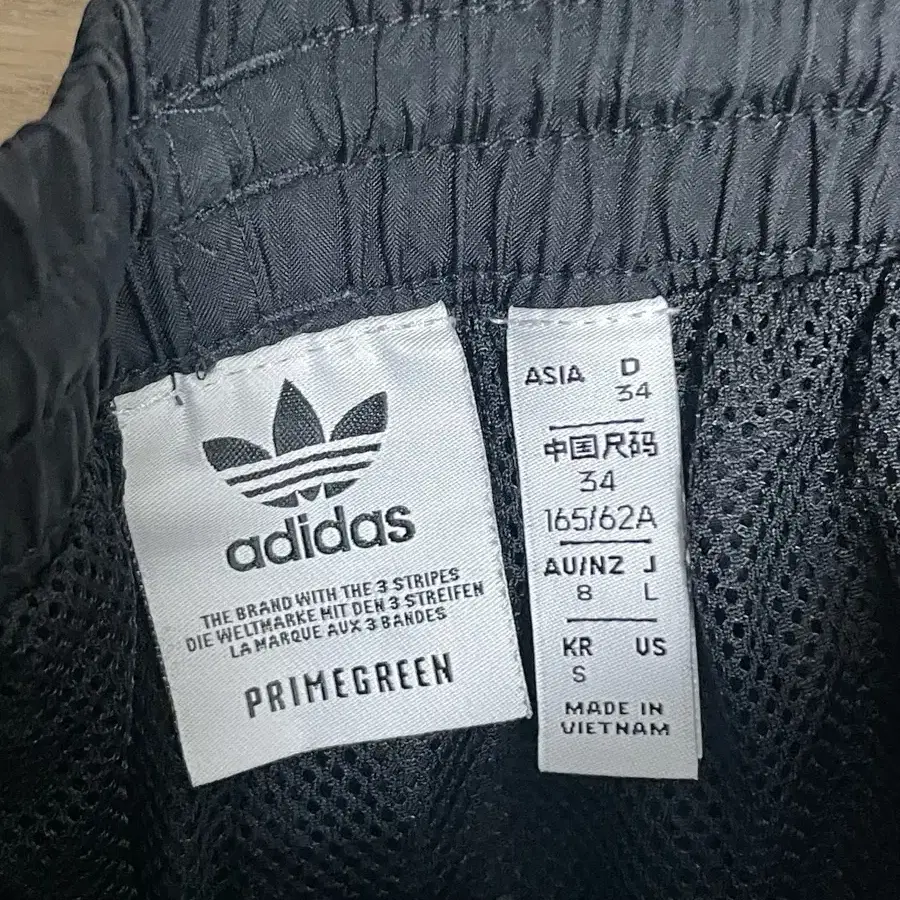 adidas
THE BRAND WITH THE 3 STRIPES
DIE WELTMARKE MIT DEN 3 STREIFEN
LA MARQUE AUX 3 BANDES
PRIMEGREEN
ASIA D
34
中国尺码
34
165/62A
AU/NZ J
8 L
KR US
S
MADE IN
VIETNAM